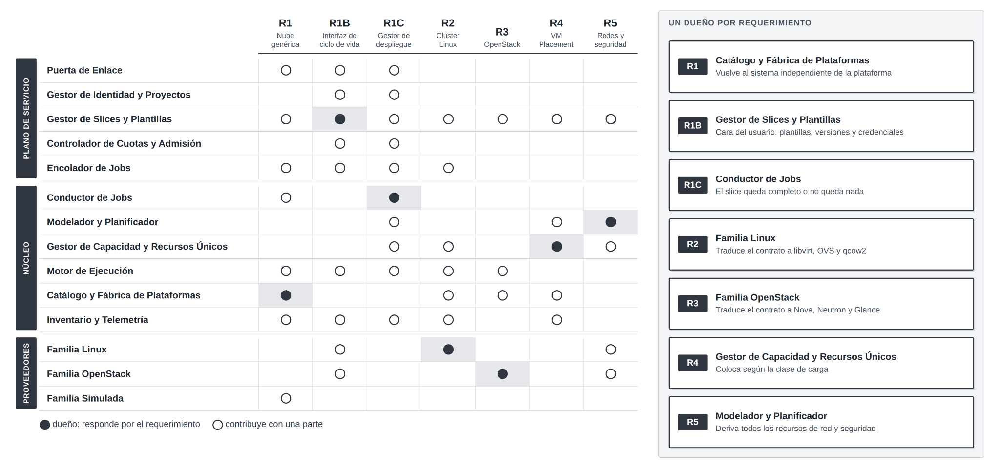 R1
Nube
genérica
R1B
Interfaz de
ciclo de vida
R1C
Gestor de
despliegue
R2
Cluster
Linux
R3
OpenStack
R4
VM
Placement
R5
Redes y
seguridad
PLANO DE SERVICIO
Puerta de Enlace
Gestor de Identidad y Proyectos
Gestor de Slices y Plantillas
Controlador de Cuotas y Admisión
Encolador de Jobs
NÚCLEO
Conductor de Jobs
Modelador y Planificador
Gestor de Capacidad y Recursos Únicos
Motor de Ejecución
Catálogo y Fábrica de Plataformas
Inventario y Telemetría
PROVEEDORES
Familia Linux
Familia OpenStack
Familia Simulada
dueño: responde por el requerimiento
contribuye con una parte
UN DUEÑO POR REQUERIMIENTO
R1
Catálogo y Fábrica de Plataformas
Vuelve al sistema independiente de la plataforma
R1B
Gestor de Slices y Plantillas
Cara del usuario: plantillas, versiones y credenciales
R1C
Conductor de Jobs
El slice queda completo o no queda nada
R2
Familia Linux
Traduce el contrato a libvirt, OVS y qcow2
R3
Familia OpenStack
Traduce el contrato a Nova, Neutron y Glance
R4
Gestor de Capacidad y Recursos Únicos
Coloca según la clase de carga
R5
Modelador y Planificador
Deriva todos los recursos de red y seguridad